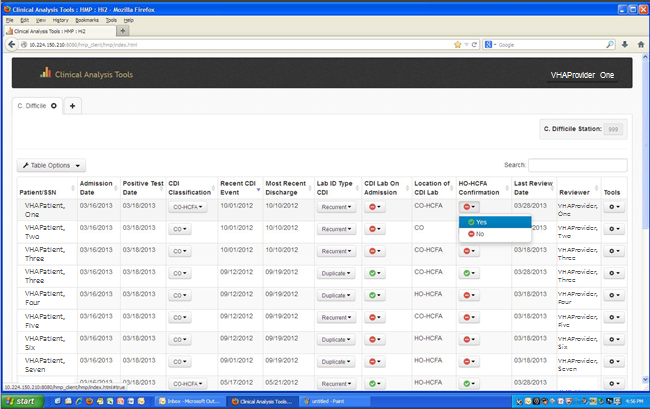 Clinical Analysis Tools : HMP : Hi2 - Mozilla Firefox
File Edit View History Bookmarks Tools Help
Clinical Analysis Tools : HMP : Hi2
10.224.150.210:8080/hmp_client/hmp/index.html
Google
Clinical Analysis Tools VHAProvider One
C. Difficile
C. Difficile Station: 999
Table Options Search:
Patient/SSN Admission Date Positive Test Date CDI Classification Recent CDI Event Most Recent Discharge Lab ID Type CDI CDI Lab On Admission Location of CDI Lab HO-HCFA Confirmation Last Review Date Reviewer Tools
VHAPatient, One 03/16/2013 03/18/2013 CO-HCFA 10/01/2012 10/10/2012 Recurrent CO-HCFA 03/28/2013 VHAProvider, One
Yes
No
VHAPatient, Two 03/16/2013 03/18/2013 CO 10/01/2012 10/10/2012 Recurrent CO 03/28/2013 VHAProvider, Two
VHAPatient, Three 03/16/2013 03/18/2013 CO 10/01/2012 10/10/2012 Recurrent CO-HCFA 03/18/2013 VHAProvider, Three
VHAPatient, Three 03/16/2013 03/18/2013 CO 09/12/2012 09/19/2012 Duplicate CO-HCFA 03/28/2013 VHAProvider, Three
VHAPatient, Four 03/16/2013 03/18/2013 CO 09/12/2012 09/19/2012 Duplicate HO-HCFA 03/18/2013 VHAProvider, Four
VHAPatient, Five 03/16/2013 03/18/2013 CO 09/12/2012 09/19/2012 Recurrent CO-HCFA 03/18/2013 VHAProvider, Five
VHAPatient, Six 03/16/2013 03/18/2013 CO 09/12/2012 09/19/2012 Duplicate HO-HCFA 03/18/2013 VHAProvider, Six
VHAPatient, Seven 03/16/2013 03/18/2013 CO 09/01/2012 09/19/2012 Duplicate HO-HCFA 03/18/2013 VHAProvider, Seven
03/18/2013 CO-HCFA 05/17/2012 05/21/2012 Recurrent CO-HCFA 03/28/2013
10.224.150.210:8080/hmp_client/hmp/index.html#true
start Inbox - Microsoft Out... Clinical Analysis Tools... untitled - Paint 4:56 PM